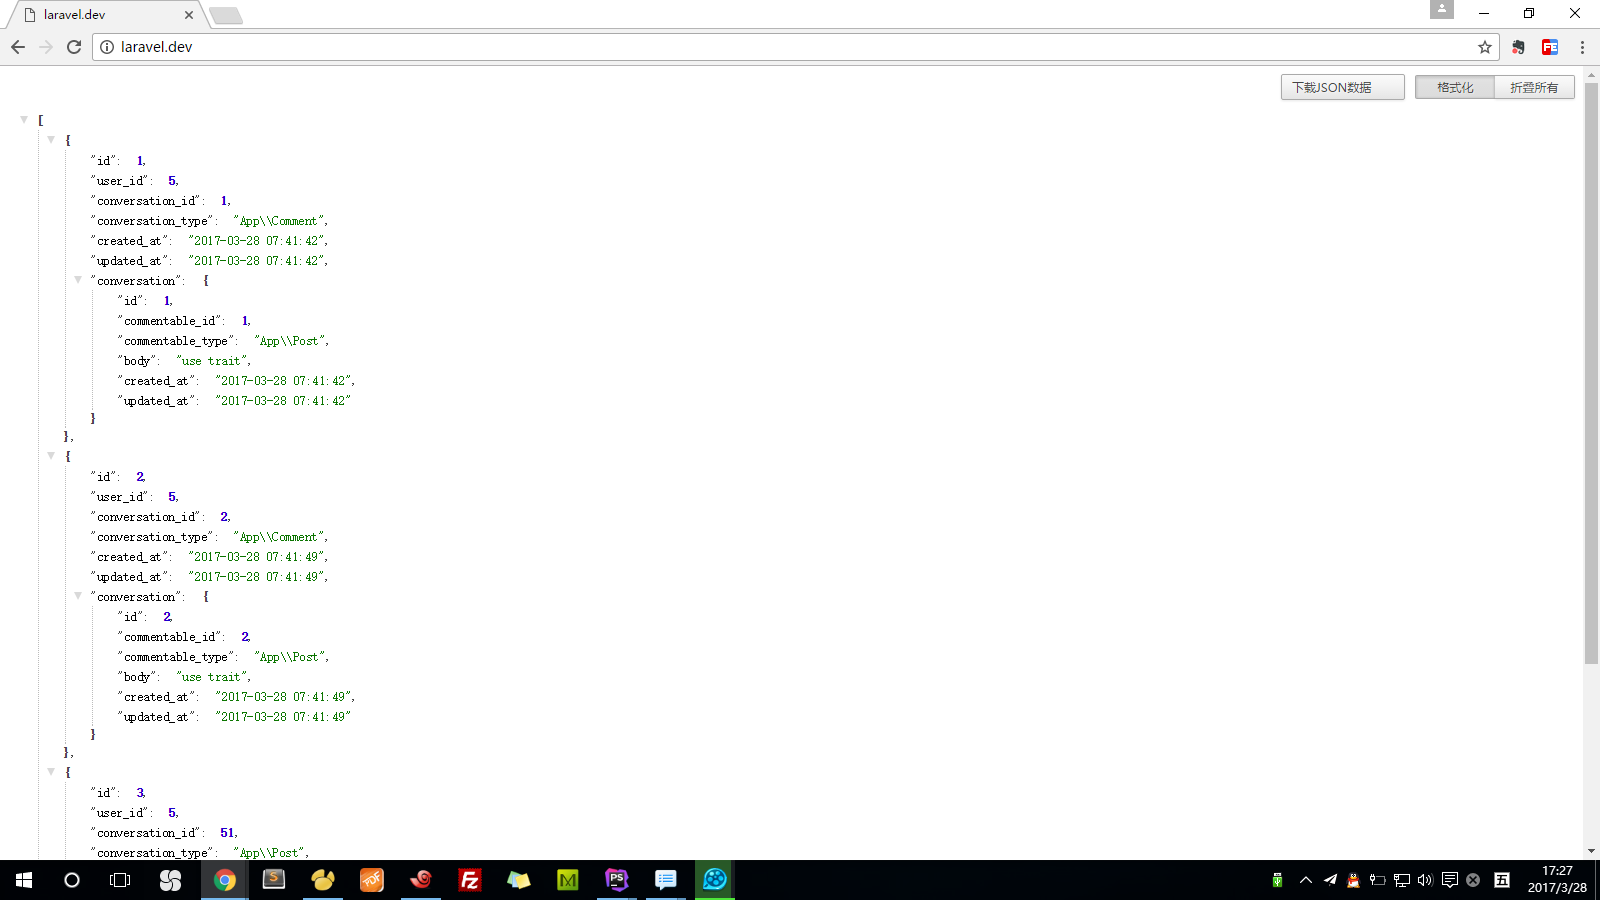 laravel.dev
laravel.dev
下载JSON数据 格式化 折叠所有
[
{
"id": 1,
"user_id": 5,
"conversation_id": 1,
"conversation_type": "App\\Comment",
"created_at": "2017-03-28 07:41:42",
"updated_at": "2017-03-28 07:41:42",
"conversation": {
"id": 1,
"commentable_id": 1,
"commentable_type": "App\\Post",
"body": "use trait",
"created_at": "2017-03-28 07:41:42",
"updated_at": "2017-03-28 07:41:42"
}
},
{
"id": 2,
"user_id": 5,
"conversation_id": 2,
"conversation_type": "App\\Comment",
"created_at": "2017-03-28 07:41:49",
"updated_at": "2017-03-28 07:41:49",
"conversation": {
"id": 2,
"commentable_id": 2,
"commentable_type": "App\\Post",
"body": "use trait",
"created_at": "2017-03-28 07:41:49",
"updated_at": "2017-03-28 07:41:49"
}
},
{
"id": 3,
"user_id": 5,
"conversation_id": 51,
"conversation_type": "App\\Post",
五
17:27
2017/3/28